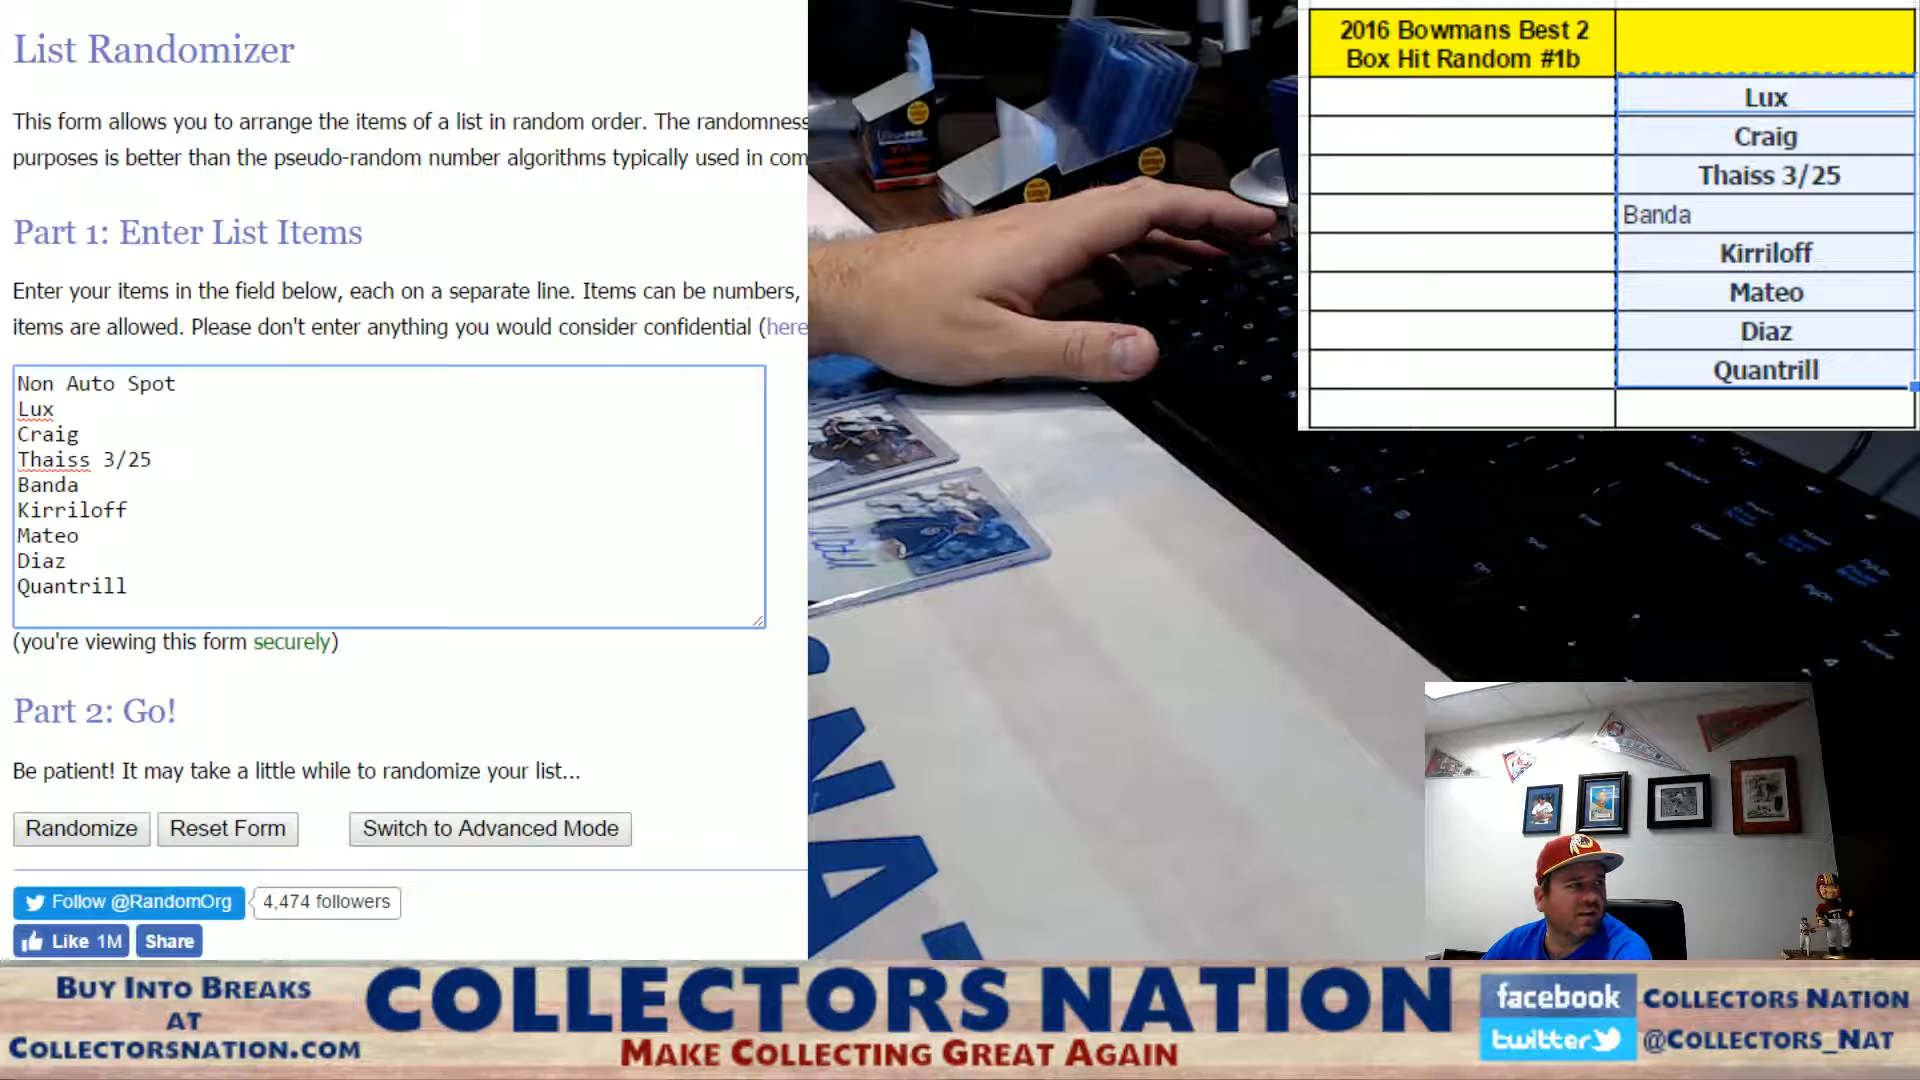 List Randomizer
This form allows you to arrange the items of a list in random order. The randomness
purposes is better than the pseudo-random number algorithms typically used in com
Part 1: Enter List Items
Enter your items in the field below, each on a separate line. Items can be numbers,
items are allowed. Please don't enter anything you would consider confidential (here
Non Auto Spot
Lux
Craig
Thaiss 3/25
Banda
Kirriloff
Mateo
Diaz
Quantrill
(you're viewing this form securely)
Part 2: Go!
Be patient! It may take a little while to randomize your list...
Randomize
Reset Form
Switch to Advanced Mode
Follow @RandomOrg
4,474 followers
Like 1M
Share
2016 Bowmans Best 2
Box Hit Random #1b
Lux
Craig
Thaiss 3/25
Banda
Kirriloff
Mateo
Diaz
Quantrill
BUY INTO BREAKS
AT
COLLECTORSNATION.COM
COLLECTORS NATION
MAKE COLLECTING GREAT AGAIN
facebook
COLLECTORS NATION
twitter
@COLLECTORS_NAT